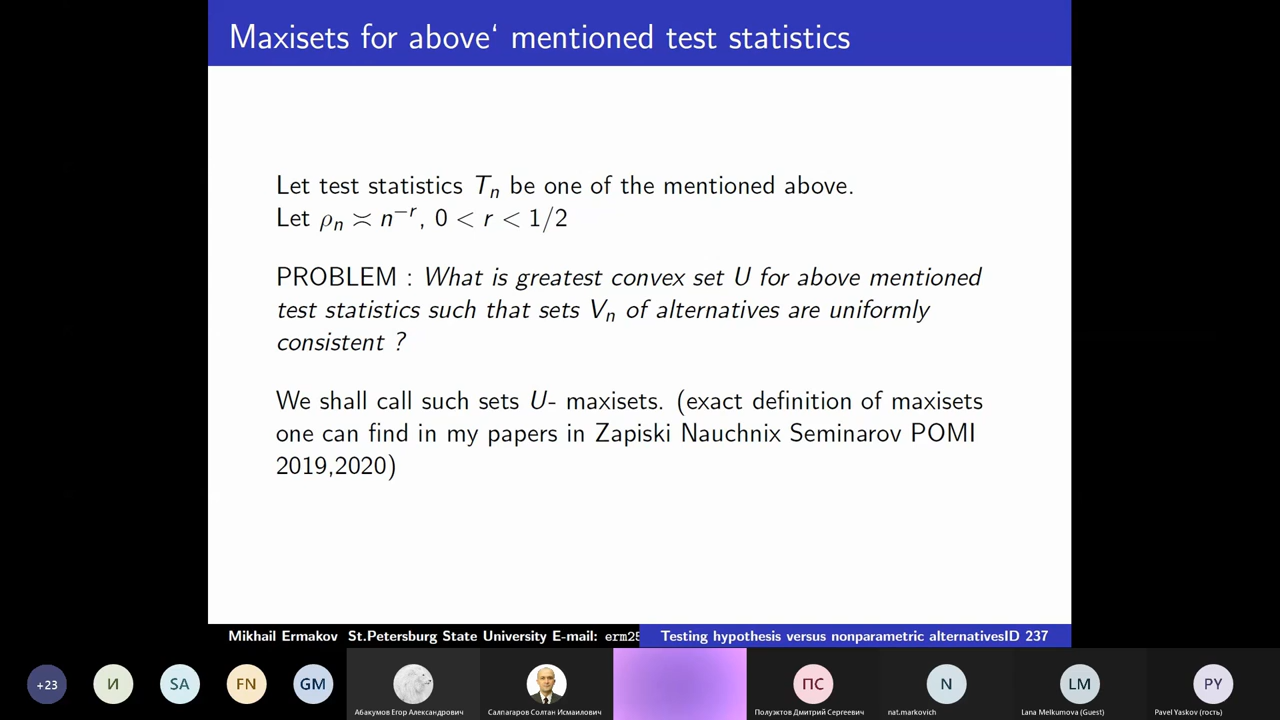 Maxisets for above‘ mentioned test statistics
Let test statistics Tₙ be one of the mentioned above.
Let ρₙ ≍ n⁻ʳ, 0 < r < 1/2
PROBLEM : What is greatest convex set U for above mentioned
test statistics such that sets Vₙ of alternatives are uniformly
consistent ?
We shall call such sets U- maxisets. (exact definition of maxisets
one can find in my papers in Zapiski Nauchnix Seminarov POMI
2019,2020)
Mikhail Ermakov St.Petersburg State University E-mail: erm25
Testing hypothesis versus nonparametric alternativesID 237
+23
И
SA
FN
GM
ПС
N
LM
PY
Абакумов Егор Александрович
Салпагаров Солтан Исмаилович
Полуэктов Дмитрий Сергеевич
nat.markovich
Lana Melkumova (Guest)
Pavel Yaskov (гость)